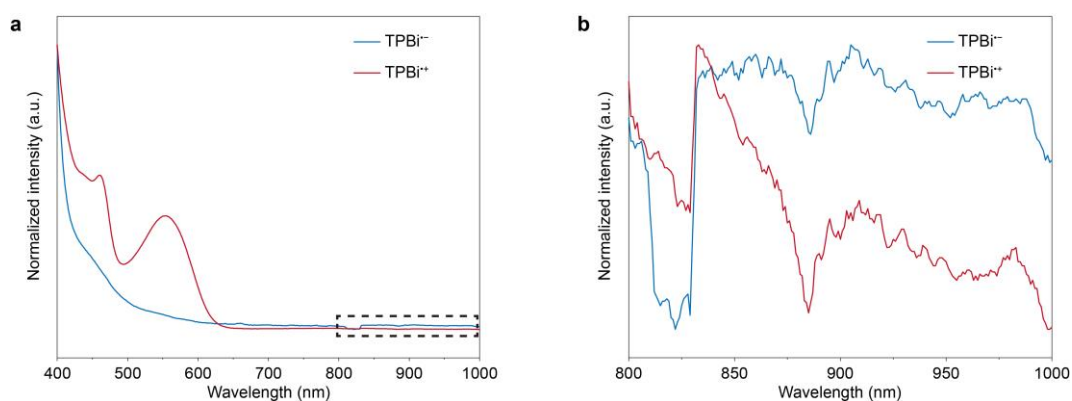 a
TPBi•−
TPBi•+
Normalized intensity (a.u.)
400 500 600 700 800 900 1000
Wavelength (nm)
b
TPBi•−
TPBi•+
Normalized intensity (a.u.)
800 850 900 950 1000
Wavelength (nm)